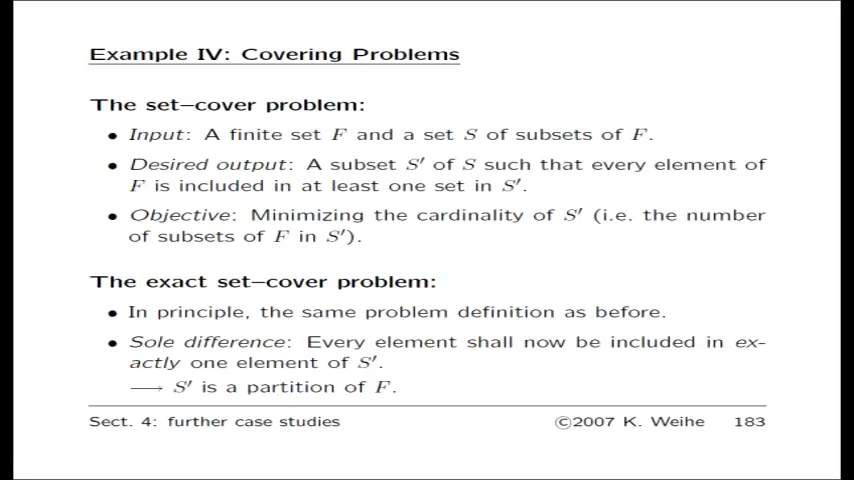 Example IV: Covering Problems
The set–cover problem:
• Input: A finite set F and a set S of subsets of F.
• Desired output: A subset S′ of S such that every element of
F is included in at least one set in S′.
• Objective: Minimizing the cardinality of S′ (i.e. the number
of subsets of F in S′).
The exact set–cover problem:
• In principle, the same problem definition as before.
• Sole difference: Every element shall now be included in ex-
actly one element of S′.
⟶ S′ is a partition of F.
Sect. 4: further case studies ©2007 K. Weihe 183